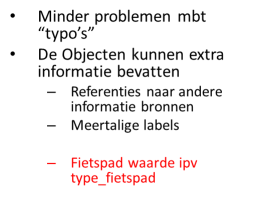 • Minder problemen mbt
“typo’s”
• De Objecten kunnen extra
informatie bevatten
– Referenties naar andere
informatie bronnen
– Meertalige labels
– Fietspad waarde ipv
type_fietspad